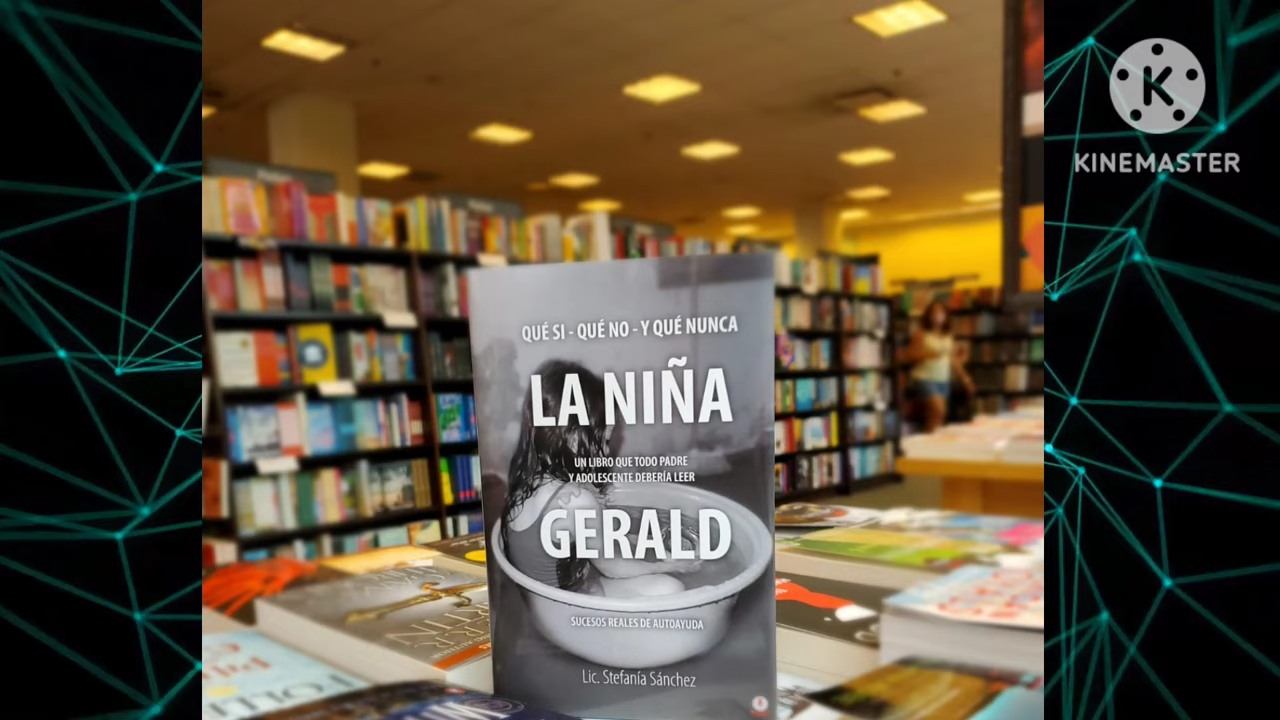 K
KINEMASTER
QUÉ SI - QUÉ NO - Y QUÉ NUNCA
LA NIÑA
UN LIBRO QUE TODO PADRE
Y ADOLESCENTE DEBERÍA LEER
GERALD
SUCESOS REALES DE AUTOAYUDA
Lic. Stefanía Sánchez